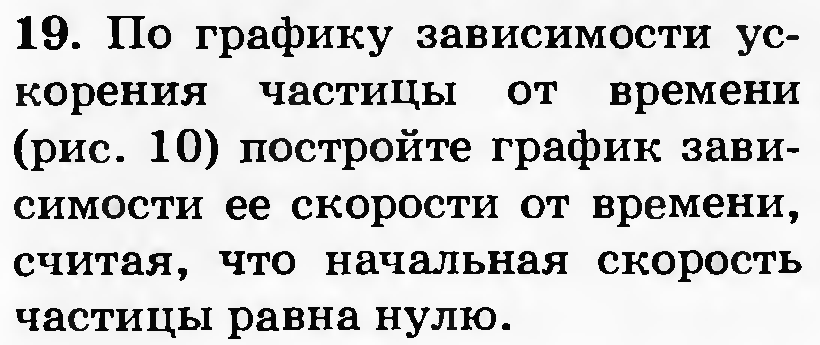 19. По графику зависимости ус-
корения частицы от времени
(рис. 10) постройте график зави-
симости ее скорости от времени,
считая, что начальная скорость
частицы равна нулю.